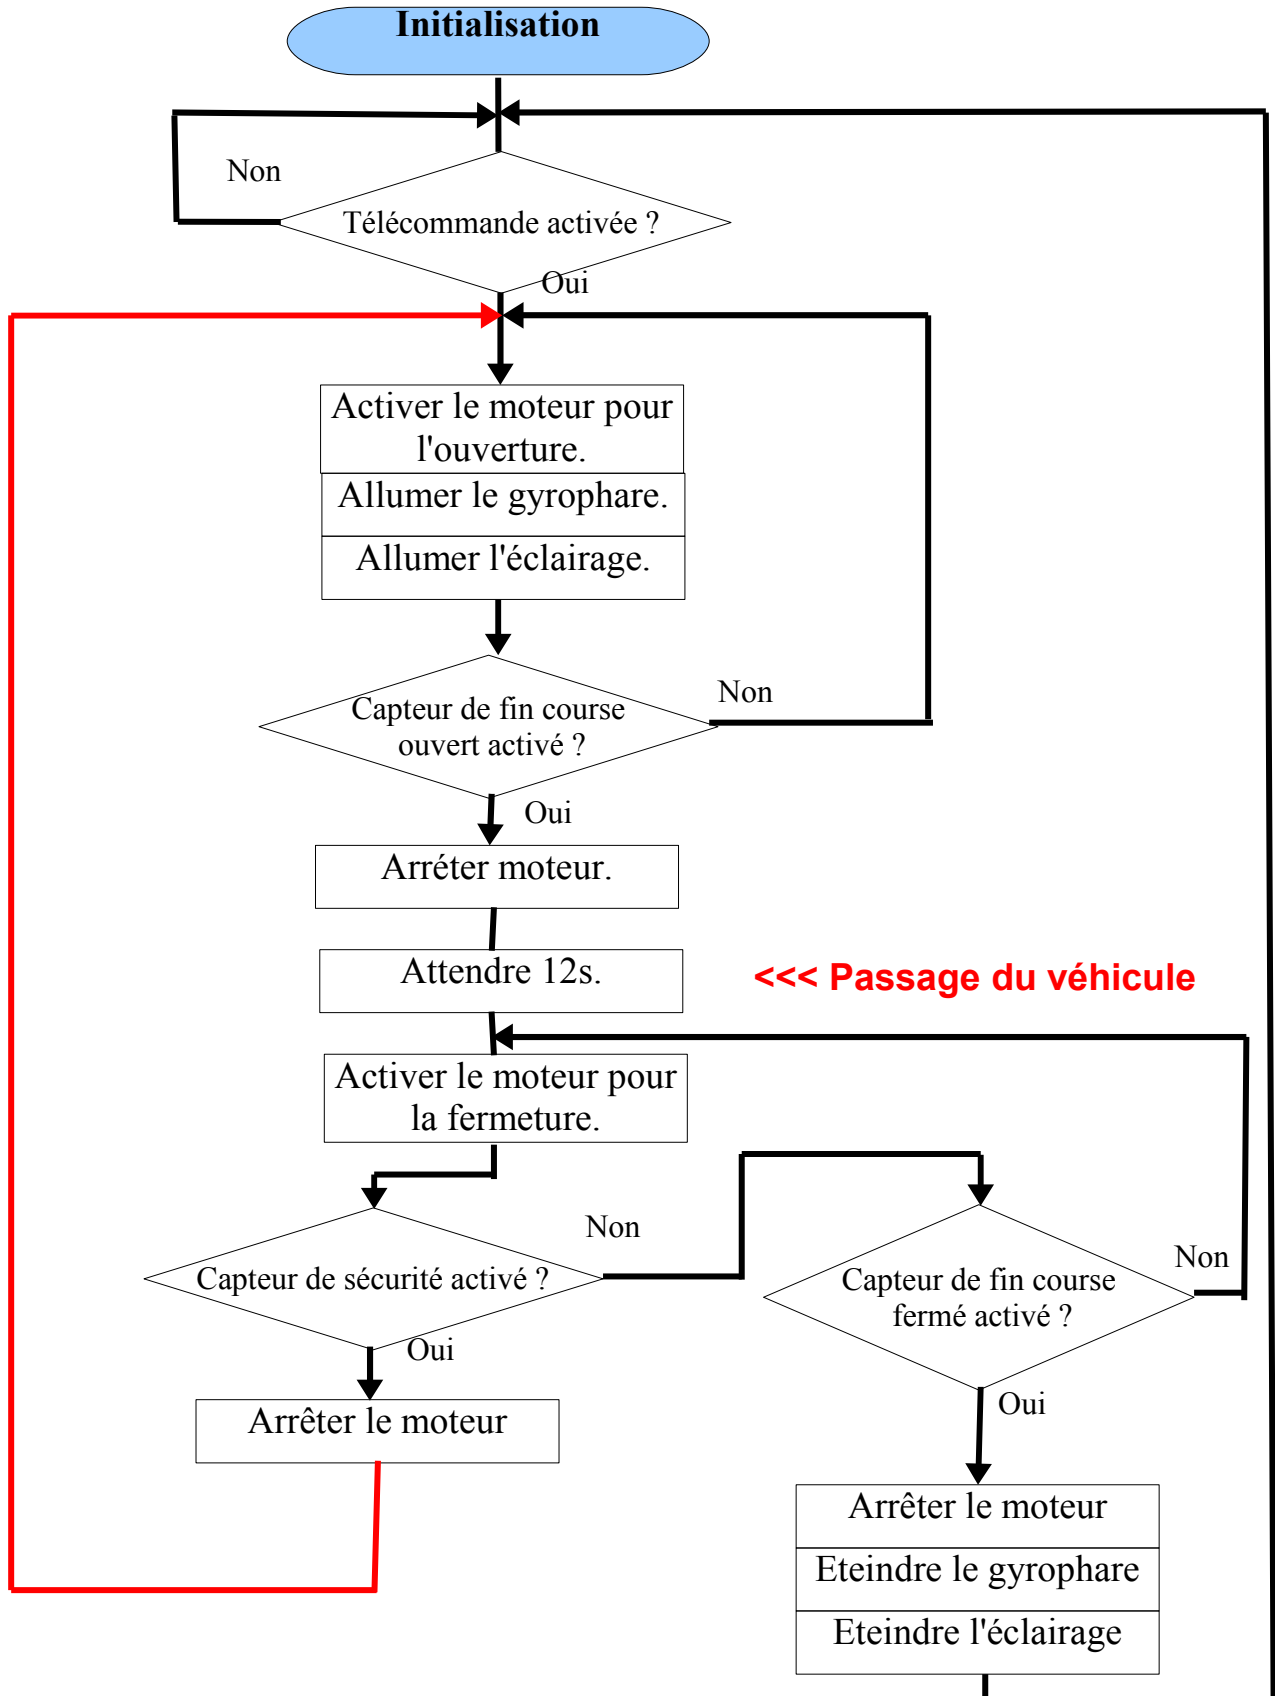 Initialisation
Non
Télécommande activée ?
Oui
Activer le moteur pour
l'ouverture.
Allumer le gyrophare.
Allumer l'éclairage.
Capteur de fin course
ouvert activé ?
Non
Oui
Arréter moteur.
Attendre 12s.
<<< Passage du véhicule
Activer le moteur pour
la fermeture.
Capteur de sécurité activé ?
Non
Capteur de fin course
fermé activé ?
Non
Oui
Arrêter le moteur
Oui
Arrêter le moteur
Eteindre le gyrophare
Eteindre l'éclairage